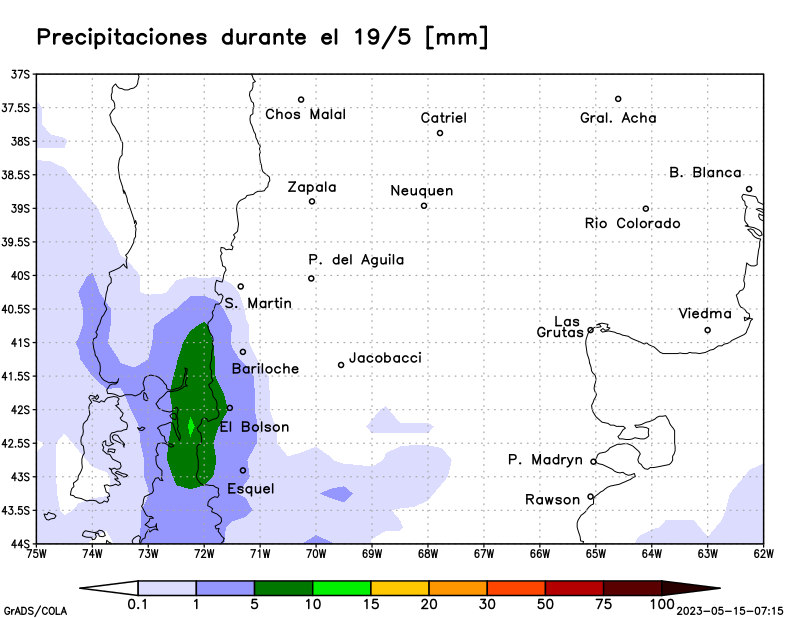 Precipitaciones durante el 19/5 [mm]
37S
37.5S
38S
38.5S
39S
39.5S
40S
40.5S
41S
41.5S
42S
42.5S
43S
43.5S
44S
Chos Malal
Catriel
Gral. Acha
B. Blanca
Zapala
Neuquen
Rio Colorado
P. del Aguila
S. Martin
Las
Grutas
Viedma
Bariloche
Jacobacci
El Bolson
P. Madryn
Esquel
Rawson
75W 74W 73W 72W 71W 70W 69W 68W 67W 66W 65W 64W 63W 62W
0.1 1 5 10 15 20 30 50 75 100
GrADS/COLA
2023-05-15-07:15